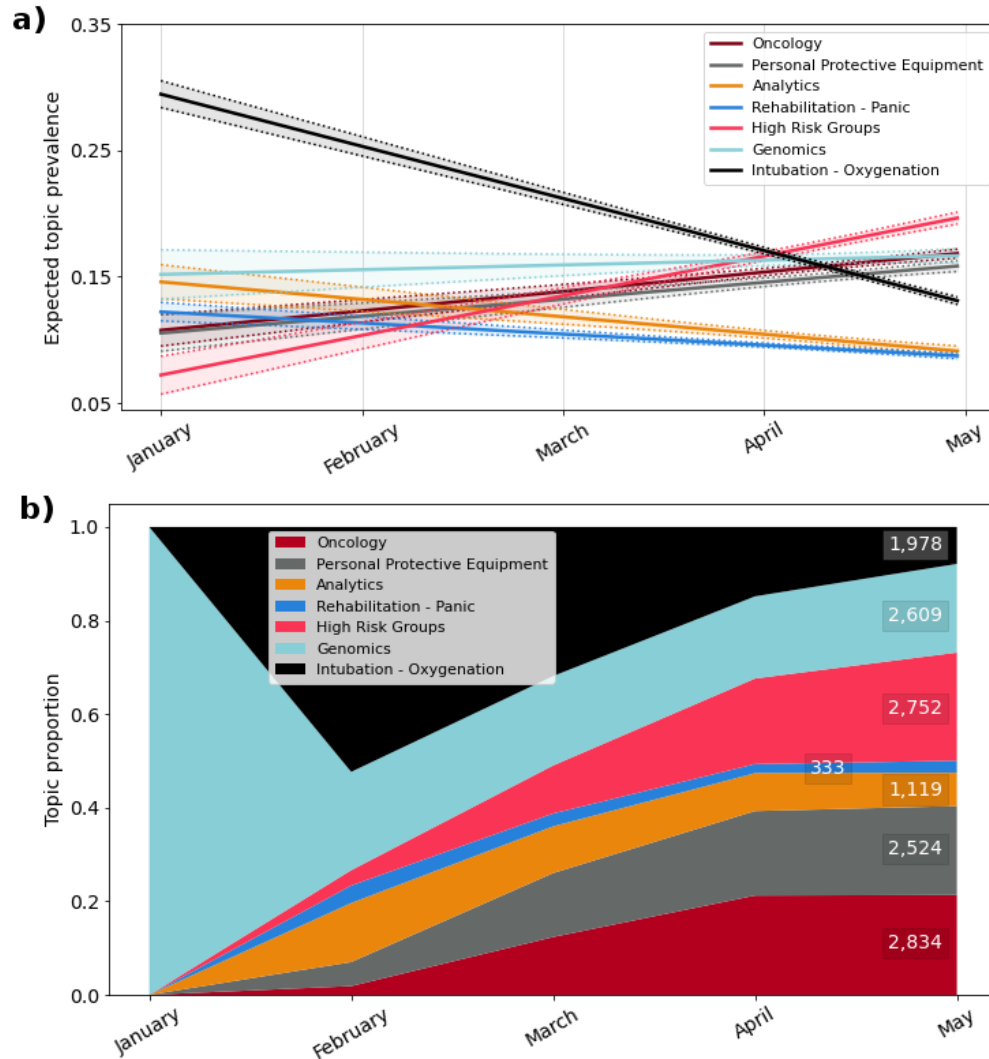 a)
0.35
0.25
0.15
0.05
Expected topic prevalence
Oncology
Personal Protective Equipment
Analytics
Rehabilitation - Panic
High Risk Groups
Genomics
Intubation - Oxygenation
January
February
March
April
May
b)
1.0
0.8
0.6
0.4
0.2
0.0
Topic proportion
Oncology
Personal Protective Equipment
Analytics
Rehabilitation - Panic
High Risk Groups
Genomics
Intubation - Oxygenation
1,978
2,609
2,752
333
1,119
2,524
2,834
January
February
March
April
May